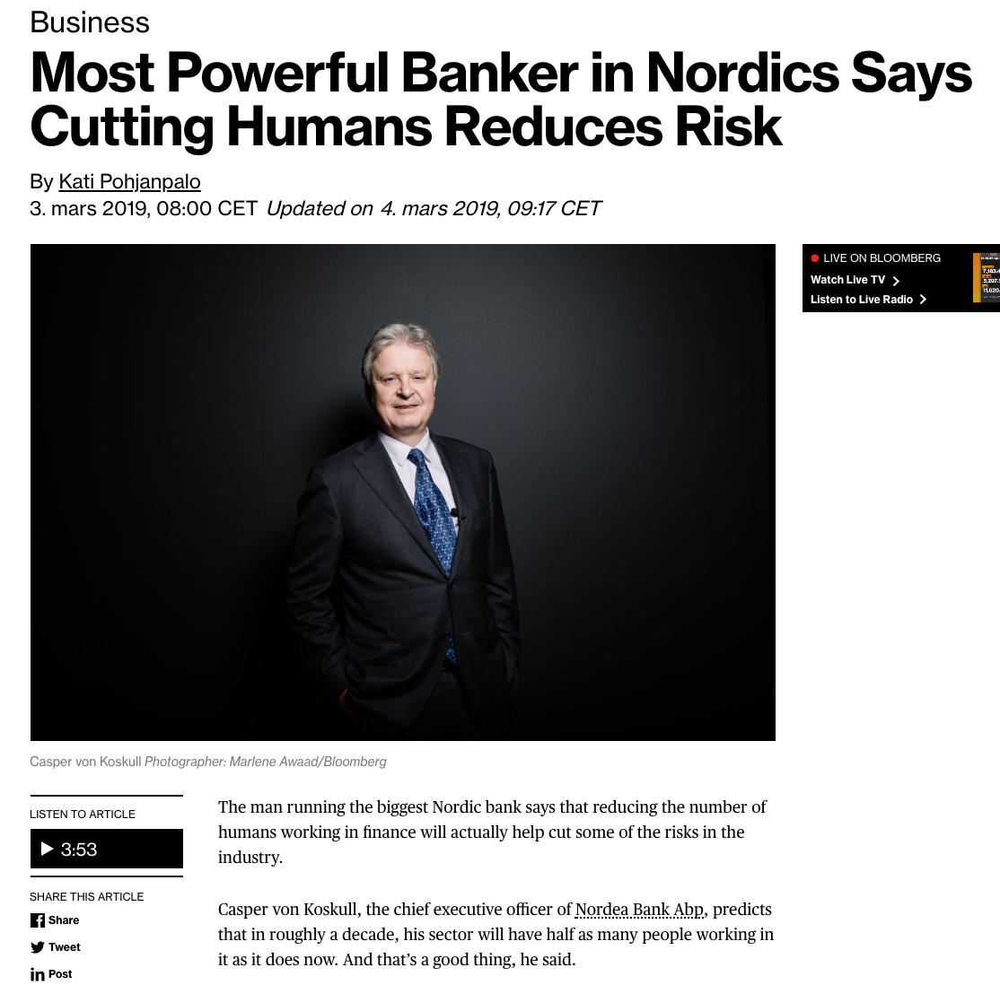 Business
Most Powerful Banker in Nordics Says
Cutting Humans Reduces Risk
By Kati Pohjanpalo
3. mars 2019, 08:00 CET Updated on 4. mars 2019, 09:17 CET
LIVE ON BLOOMBERG
Watch Live TV
Listen to Live Radio
Casper von Koskull Photographer: Marlene Awaad/Bloomberg
LISTEN TO ARTICLE
3:53
SHARE THIS ARTICLE
Share
Tweet
Post
The man running the biggest Nordic bank says that reducing the number of
humans working in finance will actually help cut some of the risks in the
industry.
Casper von Koskull, the chief executive officer of Nordea Bank Abp, predicts
that in roughly a decade, his sector will have half as many people working in
it as it does now. And that’s a good thing, he said.